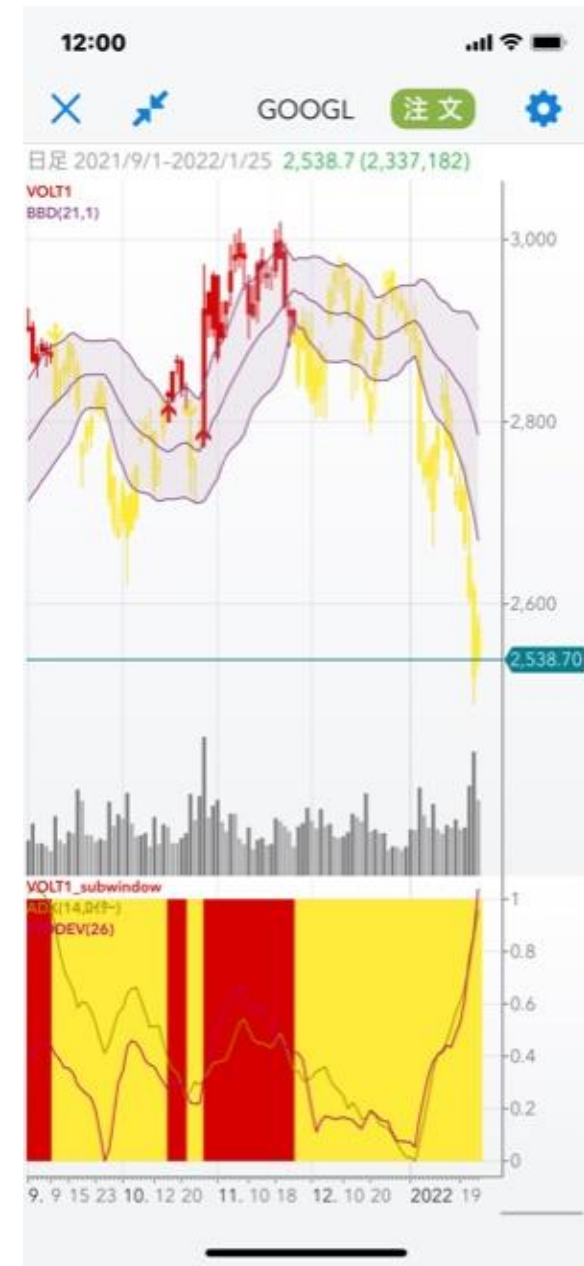 12:00
GOOGL 注文
日足 2021/9/1-2022/1/25 2,538.7 (2,337,182)
VOLT1
BBD(21,1)
3,000
2,800
2,600
2,538.70
VOLT1_subwindow
(26)
1
0.8
0.6
0.4
0.2
0
9. 9 15 23 10. 12 20 11. 10 18 12. 10 20 2022 19